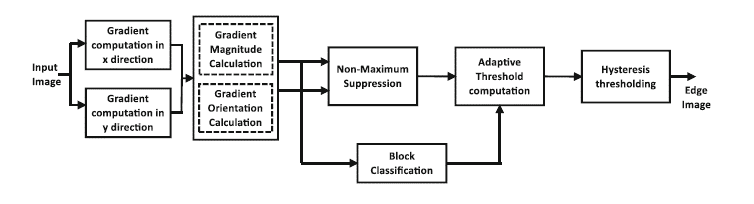 Input
Image
Gradient
computation in
x direction
Gradient
computation in
y direction
Gradient
Magnitude
Calculation
Gradient
Orientation
Calculation
Non-Maximum
Suppression
Block
Classification
Adaptive
Threshold
computation
Hysteresis
thresholding
Edge
Image